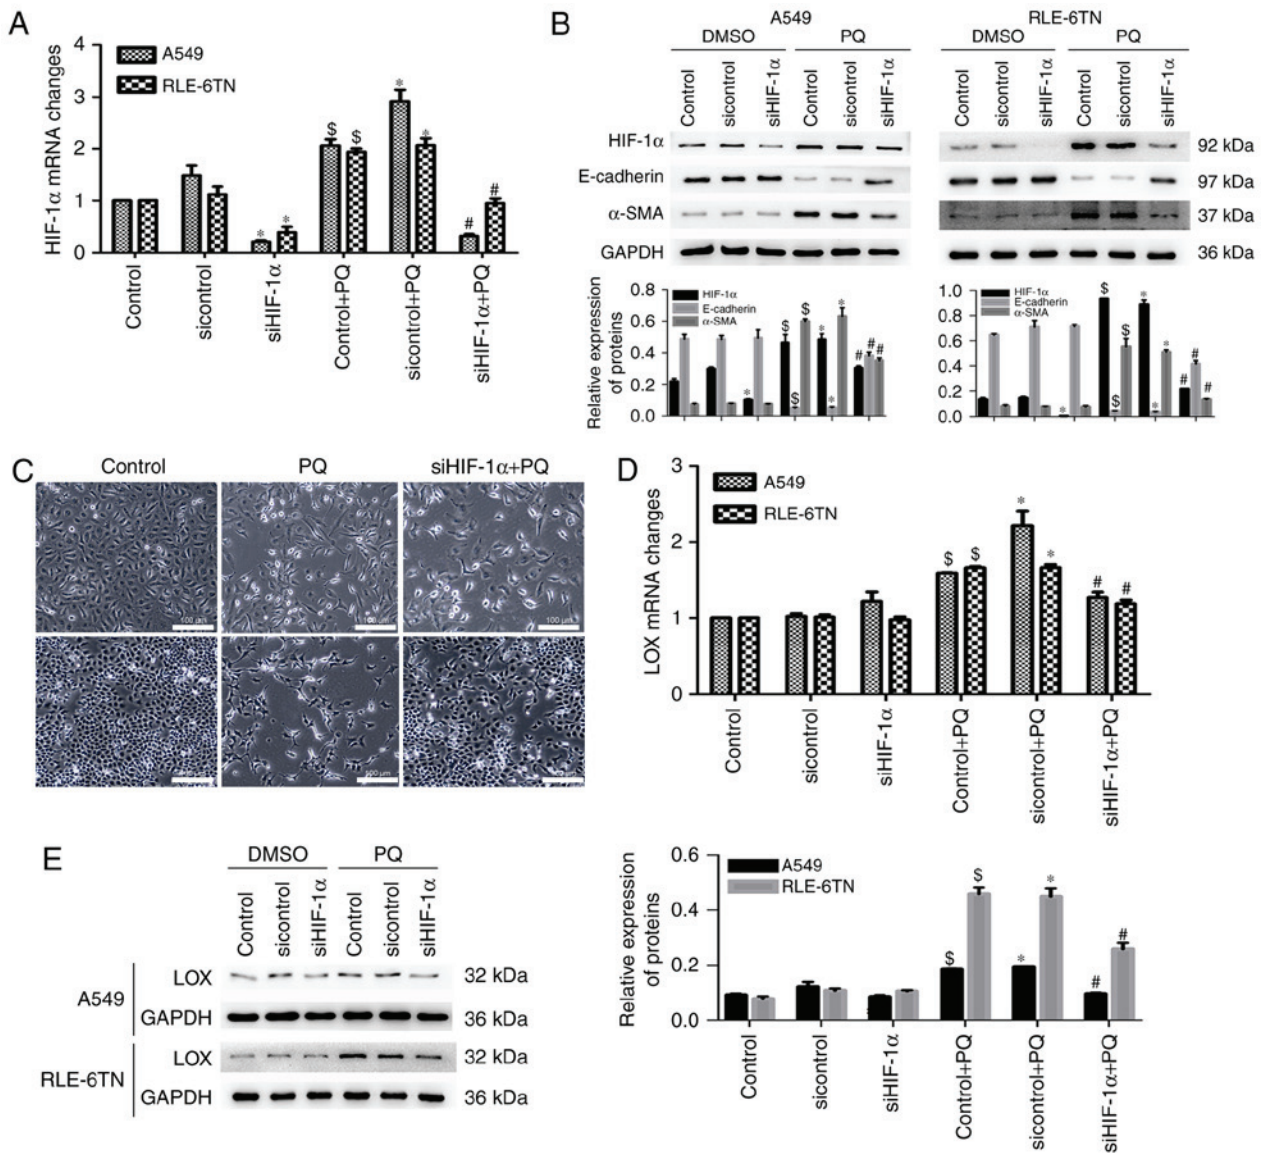 A
HIF-1α mRNA changes
4
3
2
1
0
A549
RLE-6TN
* * $ $ * * # #
Control
sicontrol
siHIF-1α
Control+PQ
sicontrol+PQ
siHIF-1α+PQ
B
A549
RLE-6TN
DMSO PQ DMSO PQ
Control sicontrol siHIF-1α Control sicontrol siHIF-1α Control sicontrol siHIF-1α Control sicontrol siHIF-1α
HIF-1α 92 kDa
E-cadherin 97 kDa
α-SMA 37 kDa
GAPDH 36 kDa
Relative expression
of proteins
0.8
0.6
0.4
0.2
0.0
HIF-1α
E-cadherin
α-SMA
* $ $ $ * * * # # #
1.0
0.8
0.6
0.4
0.2
0.0
HIF-1α
E-cadherin
α-SMA
* $ $ $ * * * # # #
C
Control PQ siHIF-1α+PQ
100 µm
100 µm
100 µm
100 µm
D
LOX mRNA changes
3
2
1
0
A549
RLE-6TN
$ $ * * # #
Control
sicontrol
siHIF-1α
Control+PQ
sicontrol+PQ
siHIF-1α+PQ
E
DMSO PQ
Control sicontrol siHIF-1α Control sicontrol siHIF-1α
A549
LOX 32 kDa
GAPDH 36 kDa
RLE-6TN
LOX 32 kDa
GAPDH 36 kDa
Relative expression
of proteins
0.6
0.4
0.2
0.0
A549
RLE-6TN
$ $ * * # #
Control
sicontrol
siHIF-1α
Control+PQ
sicontrol+PQ
siHIF-1α+PQ